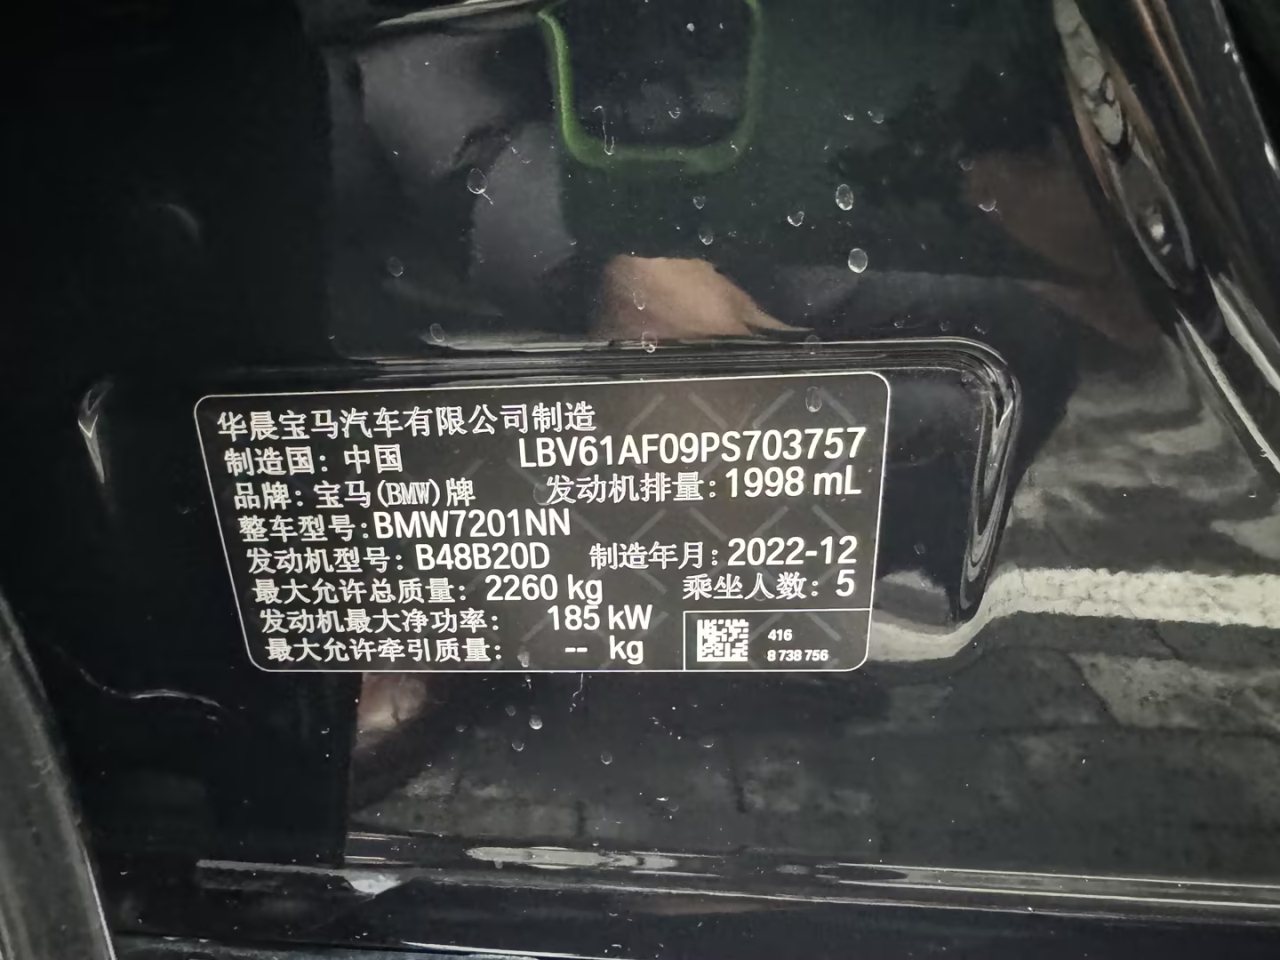 华晨宝马汽车有限公司制造
制造国：中国 LBV61AF09PS703757
品牌：宝马(BMW)牌 发动机排量：1998 mL
整车型号：BMW7201NN
发动机型号：B48B20D 制造年月：2022-12
最大允许总质量：2260 kg 乘坐人数：5
发动机最大净功率：185 kW
最大允许牵引质量：-- kg
416
8 738 756